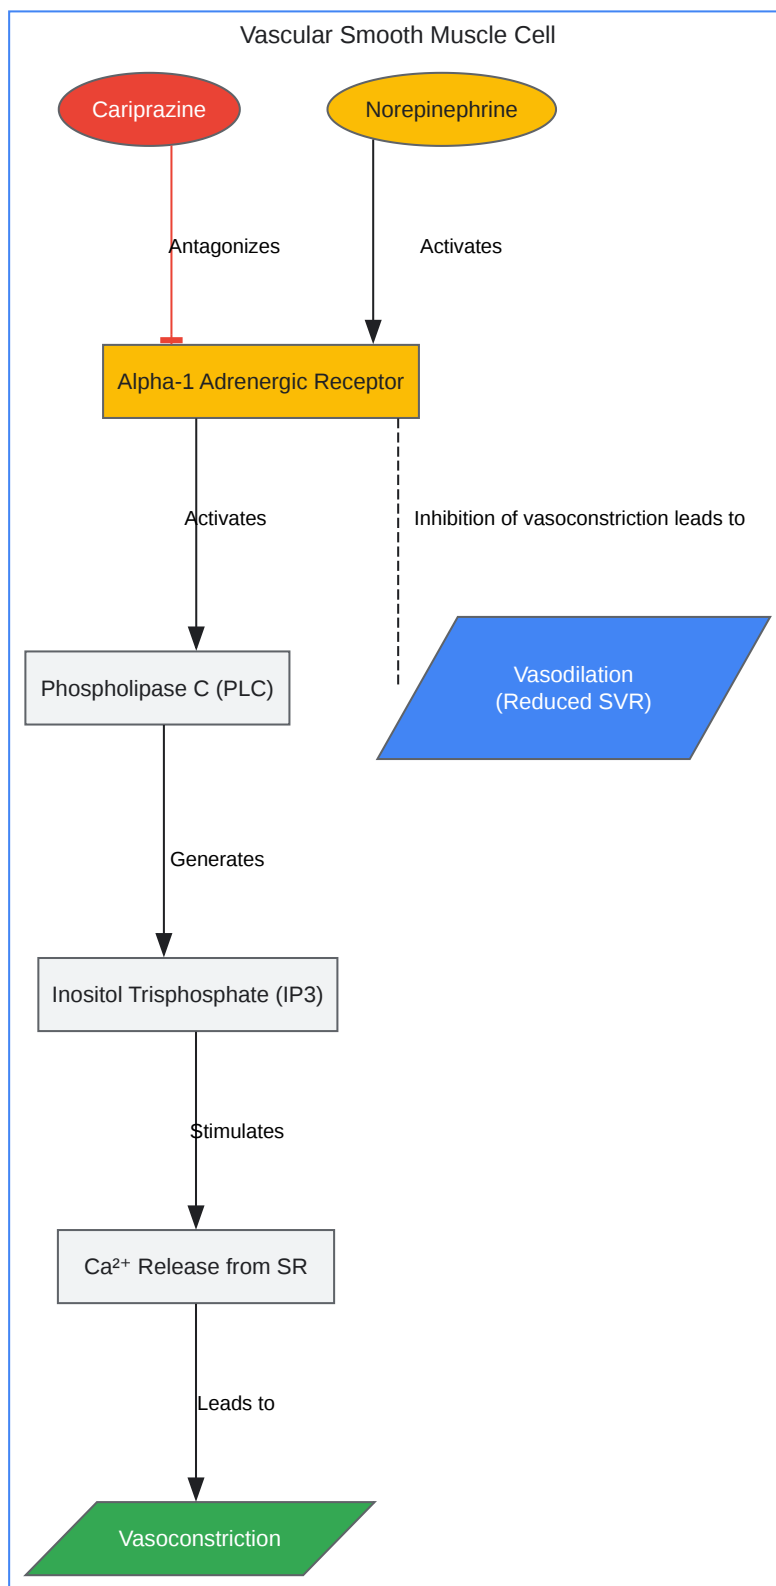 Vascular Smooth Muscle Cell
Cariprazine
Norepinephrine
Antagonizes
Activates
Alpha-1 Adrenergic Receptor
Activates
Inhibition of vasoconstriction leads to
Phospholipase C (PLC)
Vasodilation
(Reduced SVR)
Generates
Inositol Trisphosphate (IP3)
Stimulates
Ca²⁺ Release from SR
Leads to
Vasoconstriction